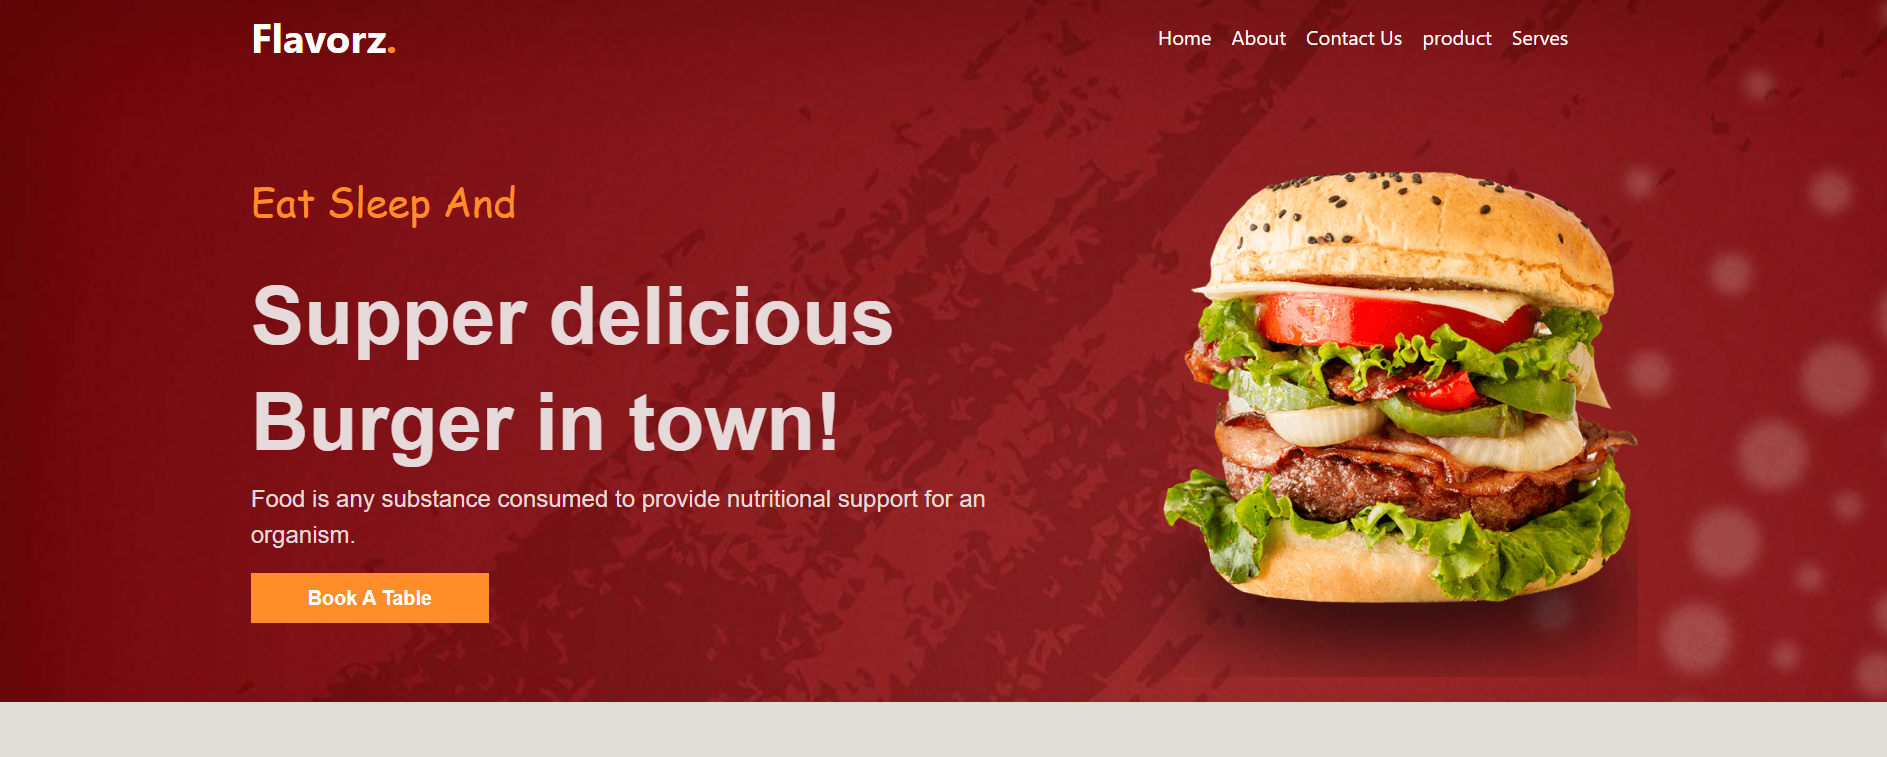 Flavorz.
Home About Contact Us product Serves
Eat Sleep And
Supper delicious
Burger in town!
Food is any substance consumed to provide nutritional support for an
organism.
Book A Table